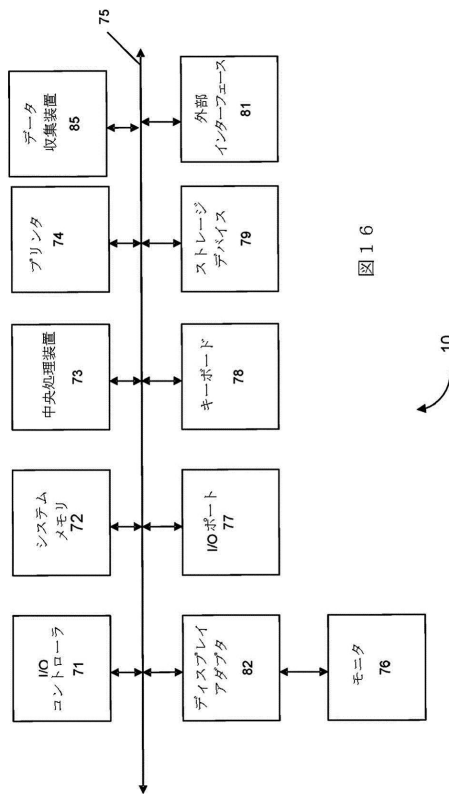 I/O
コントローラ
71
システム
メモリ
72
中央処理装置
73
プリンタ
74
データ
収集装置
85
75
ディスプレイ
アダプタ
82
I/Oポート
77
キーボード
78
ストレージ
デバイス
79
外部
インターフェース
81
モニタ
76
10
図１６